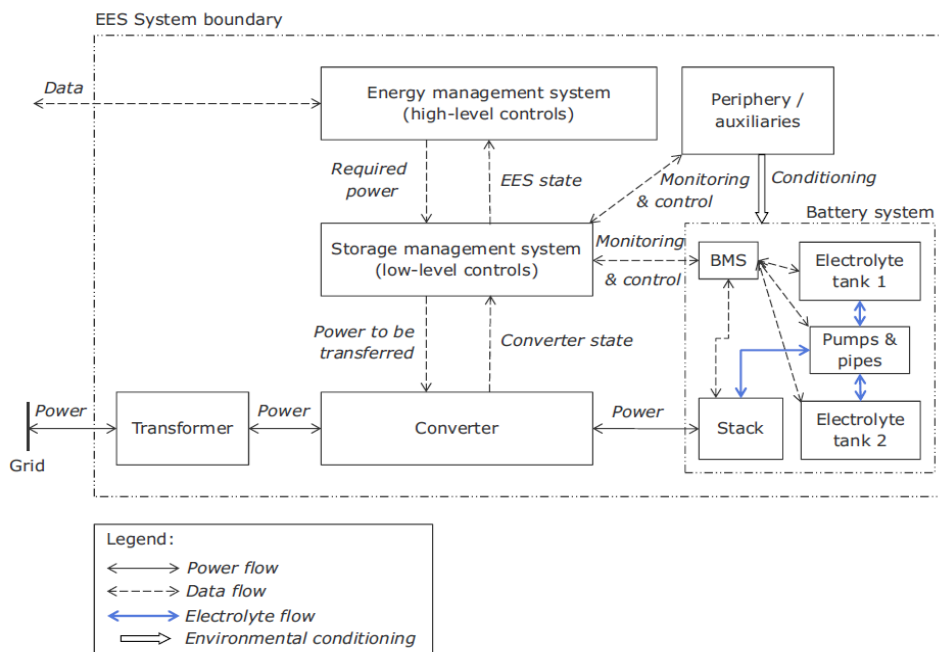 EES System boundary
Data
Energy management system
(high-level controls)
Periphery /
auxiliaries
Required
power
EES state
Monitoring
& control
Conditioning
Battery system
Storage management system
(low-level controls)
Monitoring
& control
BMS
Electrolyte
tank 1
Power to be
transferred
Converter state
Pumps &
pipes
Power
Grid
Transformer
Power
Converter
Power
Stack
Electrolyte
tank 2
Legend:
Power flow
Data flow
Electrolyte flow
Environmental conditioning